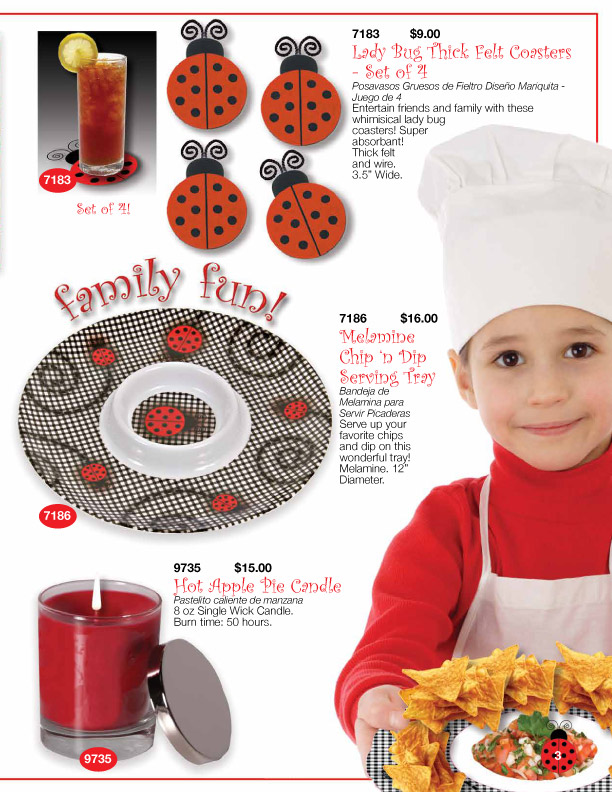 7183 $9.00
Lady Bug Thick Felt Coasters
- Set of 4
Posavasos Gruesos de Fieltro Diseño Mariquita -
Juego de 4
Entertain friends and family with these
whimisical lady bug
coasters! Super
absorbant!
Thick felt
and wire.
3.5" Wide.
7183
Set of 4!
family fun!
7186 $16.00
Melamine
Chip 'n Dip
Serving Tray
Bandeja de
Melamina para
Servir Picaderas
Serve up your
favorite chips
and dip on this
wonderful tray!
Melamine. 12"
Diameter.
7186
9735 $15.00
Hot Apple Pie Candle
Pastelito caliente de manzana
8 oz Single Wick Candle.
Burn time: 50 hours.
9735
3